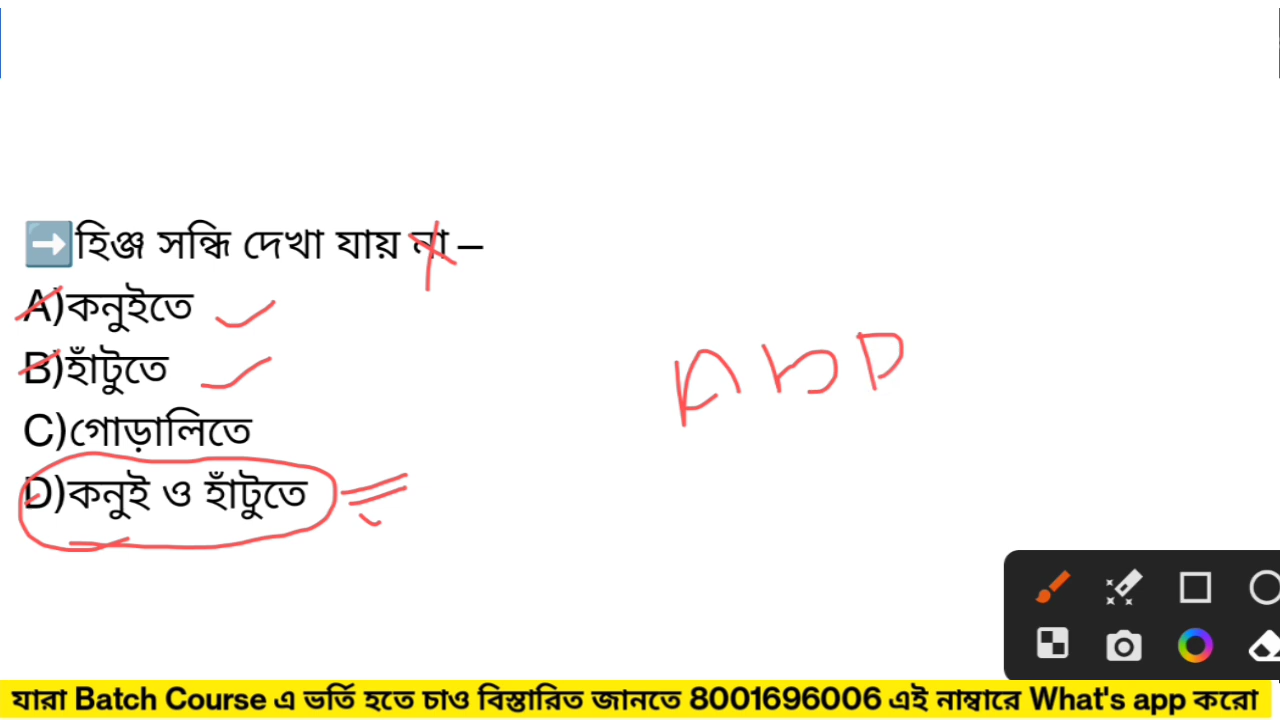 ➡️হিঞ্জ সন্ধি দেখা যায় না –
A)কনুইতে
B)হাঁটুতে
C)গোড়ালিতে
D)কনুই ও হাঁটুতে
যারা Batch Course এ ভর্তি হতে চাও বিস্তারিত জানতে 8001696006 এই নাম্বারে What's app করো